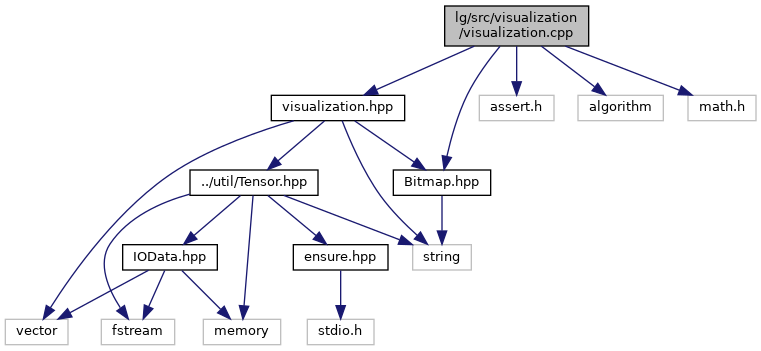 lg/src/visualization
/visualization.cpp
visualization.hpp
assert.h
algorithm
math.h
../util/Tensor.hpp
Bitmap.hpp
IOData.hpp
ensure.hpp
string
vector
fstream
memory
stdio.h